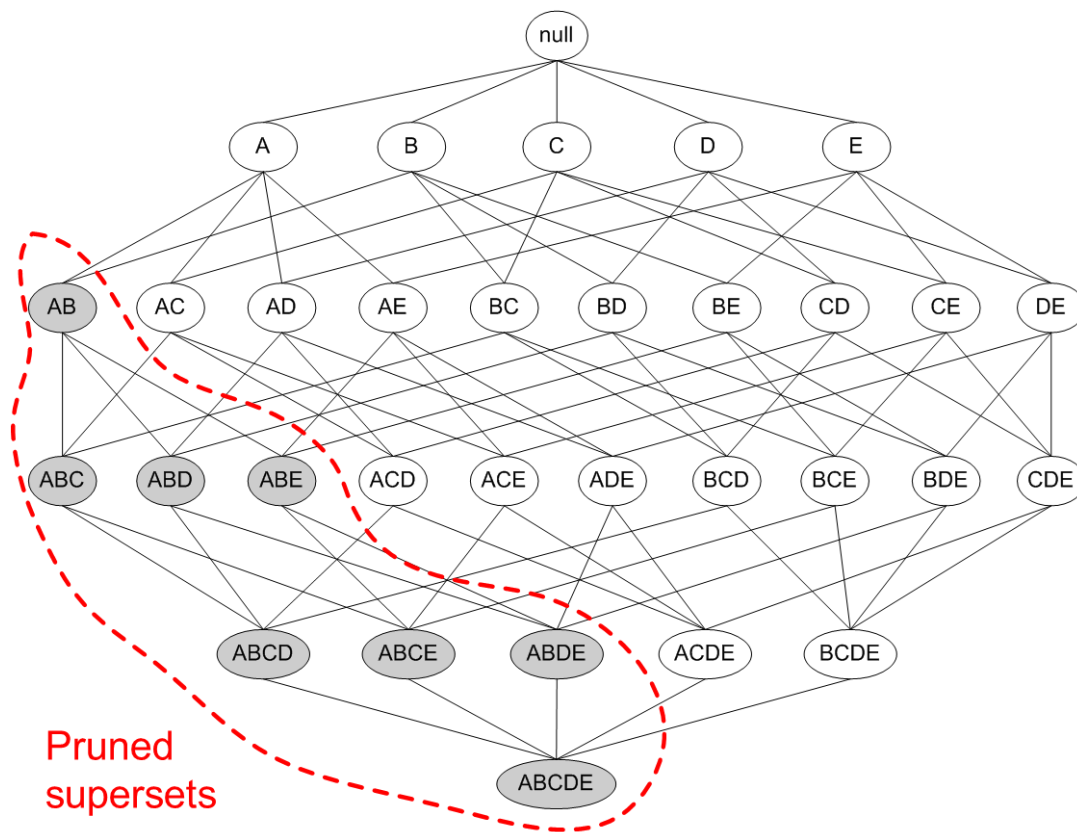 null
A B C D E
AB AC AD AE BC BD BE CD CE DE
ABC ABD ABE ACD ACE ADE BCD BCE BDE CDE
ABCD ABCE ABDE ACDE BCDE
ABCDE
Pruned
supersets